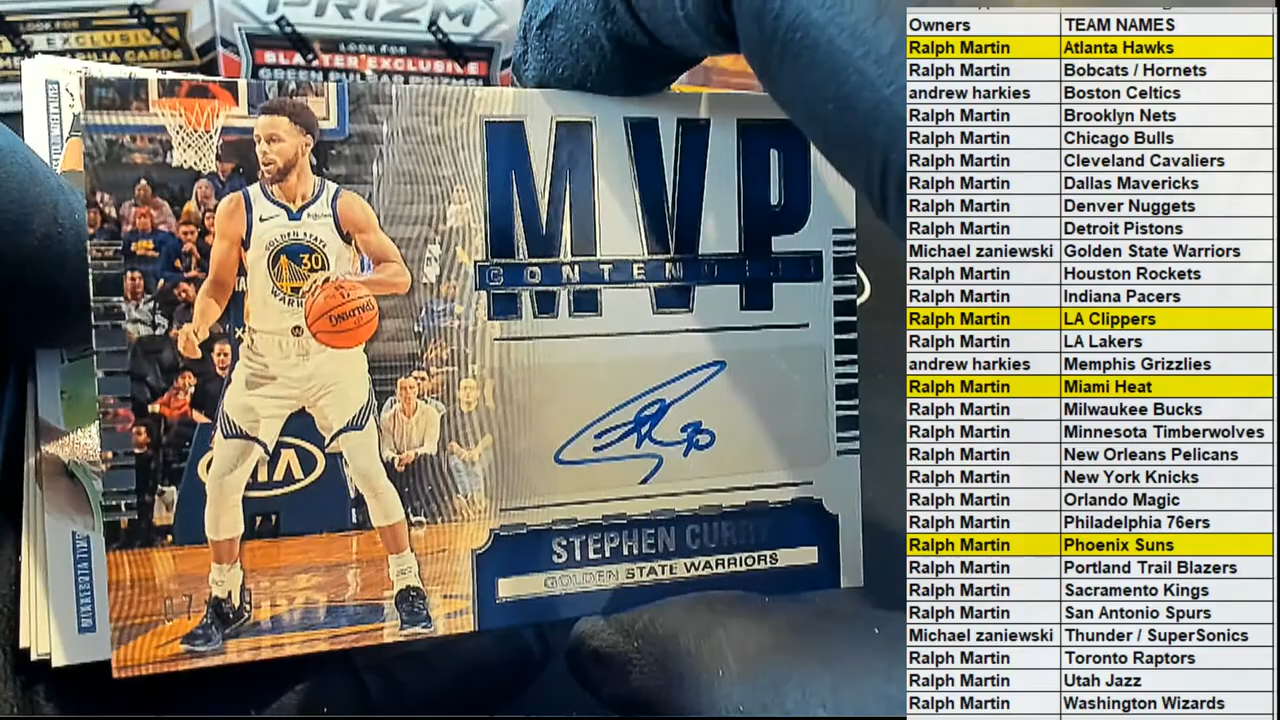 PRIZM
LOOK FOR
EXCLUSIVE
LOOK FOR
BLASTER EXCLUSIVE
GREEN PULSAR PRIZMS
MVP
CONTENDERS
GOLDEN STATE
30
WARRIORS
SPALDING
KIA
30
STEPHEN CURRY
GOLDEN STATE WARRIORS
Owners TEAM NAMES
Ralph Martin Atlanta Hawks
Ralph Martin Bobcats / Hornets
andrew harkies Boston Celtics
Ralph Martin Brooklyn Nets
Ralph Martin Chicago Bulls
Ralph Martin Cleveland Cavaliers
Ralph Martin Dallas Mavericks
Ralph Martin Denver Nuggets
Ralph Martin Detroit Pistons
Michael zaniewski Golden State Warriors
Ralph Martin Houston Rockets
Ralph Martin Indiana Pacers
Ralph Martin LA Clippers
Ralph Martin LA Lakers
andrew harkies Memphis Grizzlies
Ralph Martin Miami Heat
Ralph Martin Milwaukee Bucks
Ralph Martin Minnesota Timberwolves
Ralph Martin New Orleans Pelicans
Ralph Martin New York Knicks
Ralph Martin Orlando Magic
Ralph Martin Philadelphia 76ers
Ralph Martin Phoenix Suns
Ralph Martin Portland Trail Blazers
Ralph Martin Sacramento Kings
Ralph Martin San Antonio Spurs
Michael zaniewski Thunder / SuperSonics
Ralph Martin Toronto Raptors
Ralph Martin Utah Jazz
Ralph Martin Washington Wizards